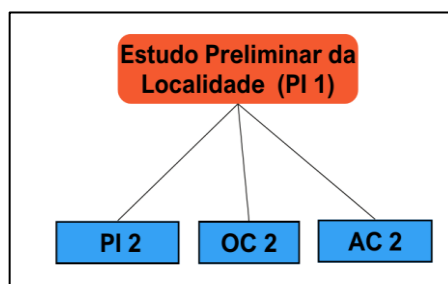 Estudo Preliminar da
Localidade (PI 1)
PI 2
OC 2
AC 2